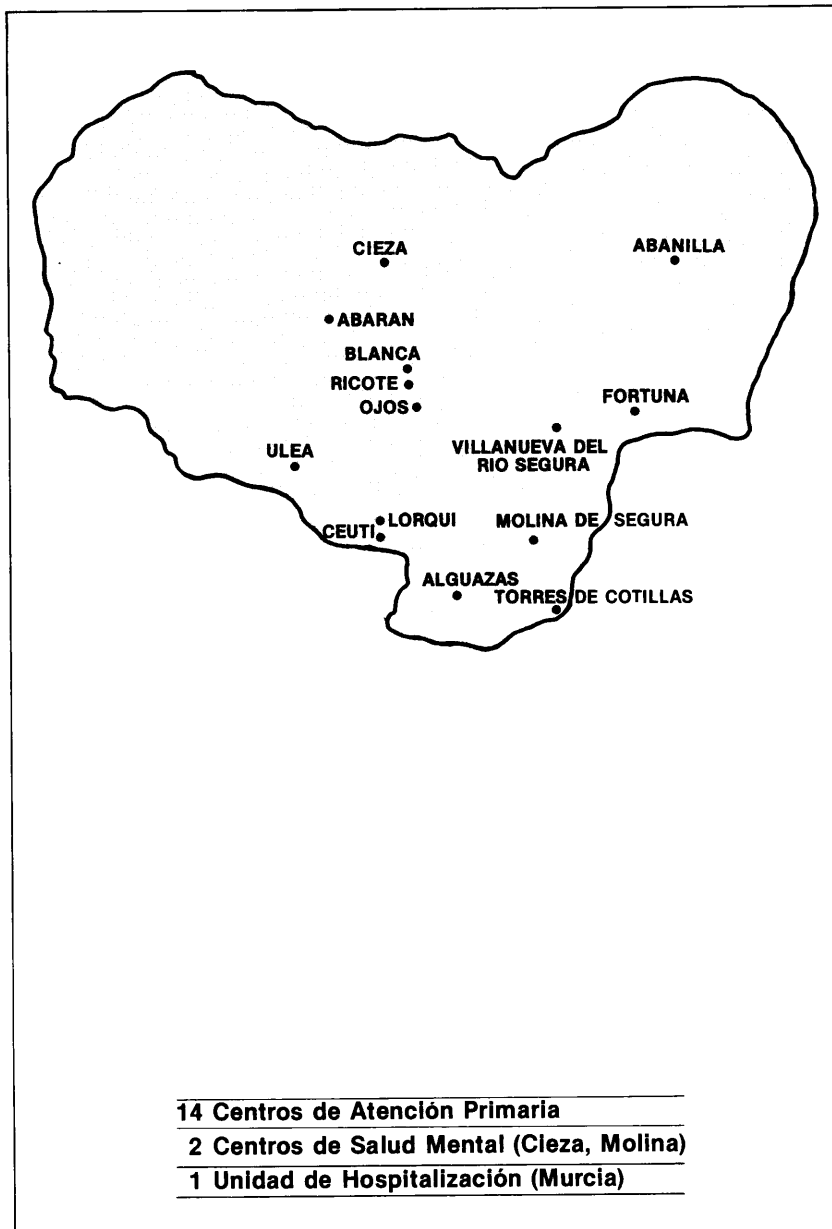 CIEZA
ABANILLA
ABARAN
BLANCA
RICOTE
OJOS
FORTUNA
ULEA
VILLANUEVA DEL
RIO SEGURA
LORQUI
MOLINA DE SEGURA
CEUTI
ALGUAZAS
TORRES DE COTILLAS
14 Centros de Atención Primaria
2 Centros de Salud Mental (Cieza, Molina)
1 Unidad de Hospitalización (Murcia)